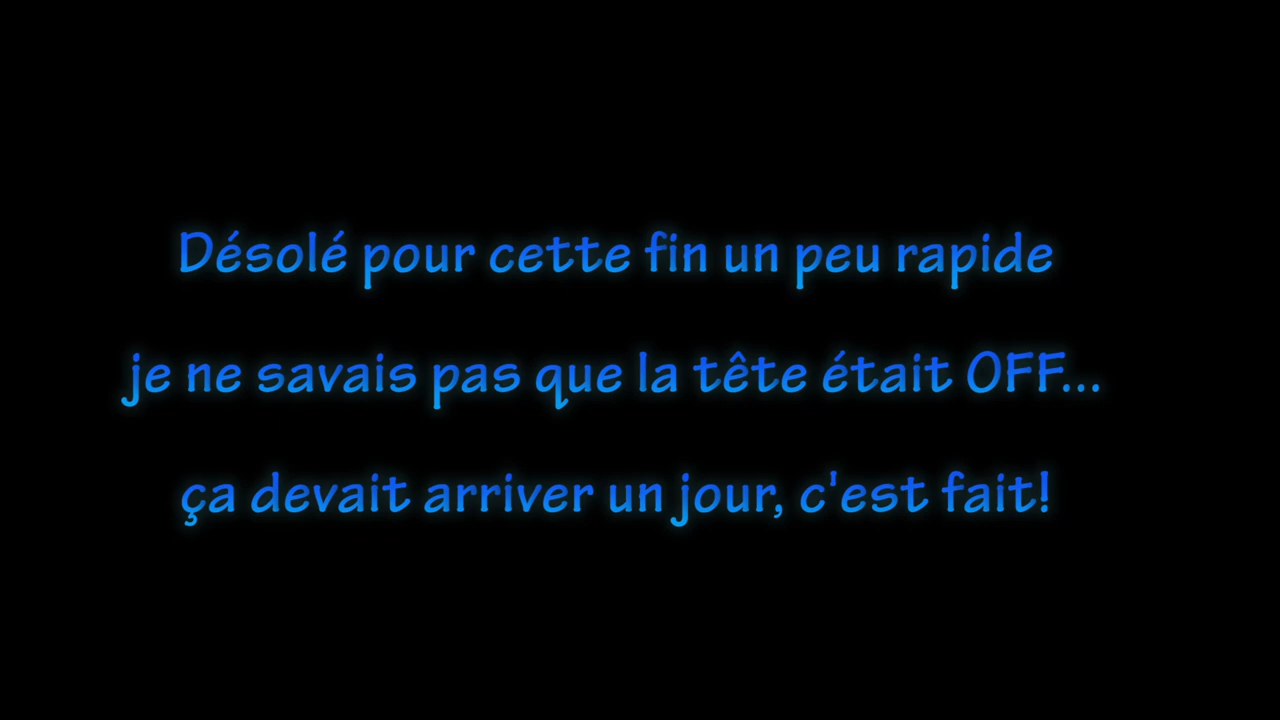 Désolé pour cette fin un peu rapide
je ne savais pas que la tête était OFF...
ça devait arriver un jour, c'est fait!